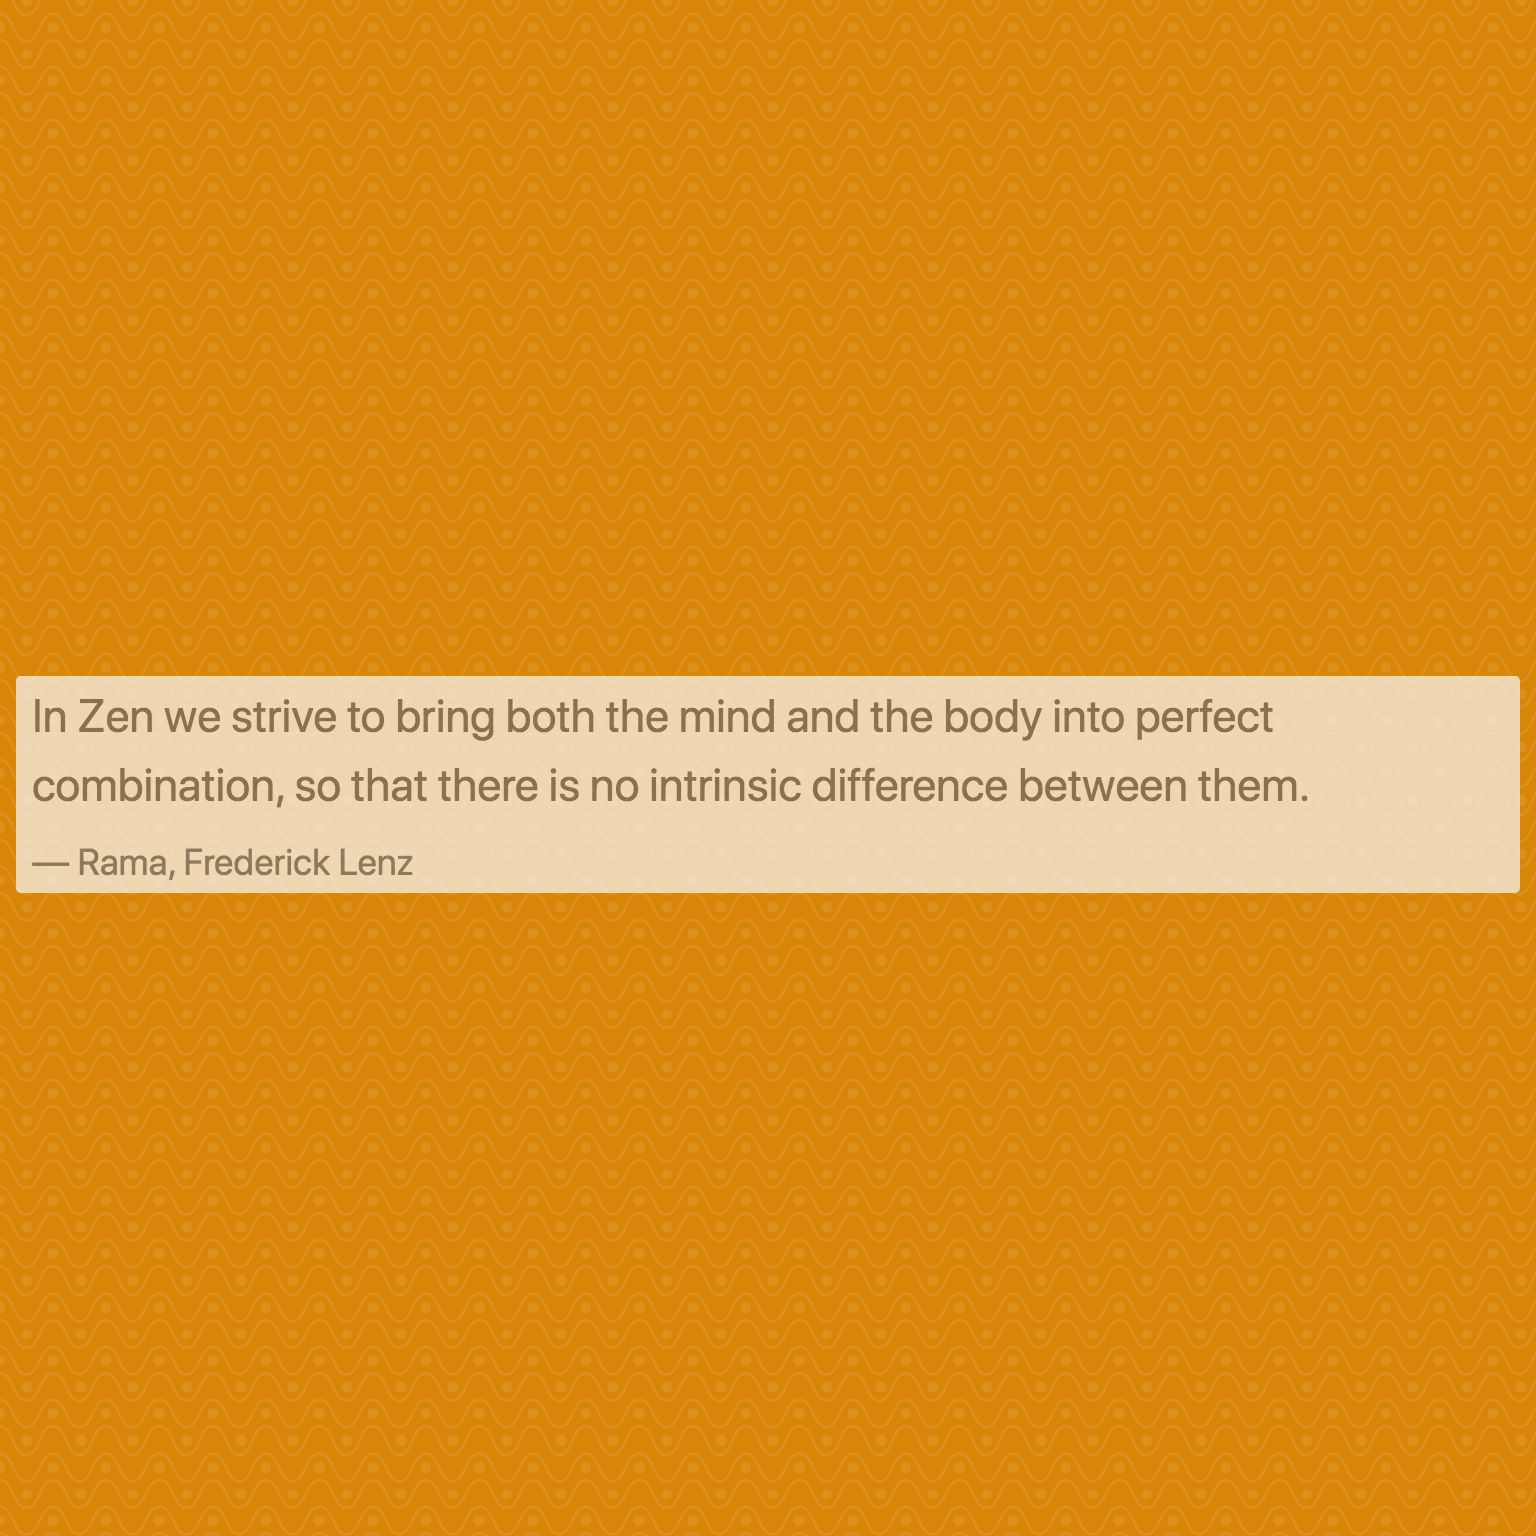 In Zen we strive to bring both the mind and the body into perfect
combination, so that there is no intrinsic difference between them.
— Rama, Frederick Lenz